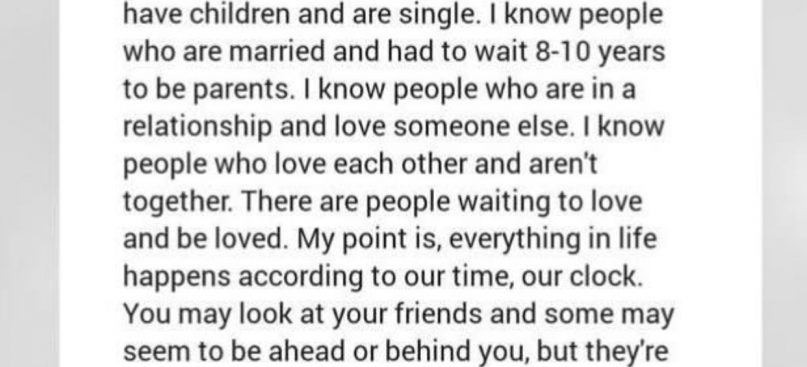 have children and are single. I know people
who are married and had to wait 8-10 years
to be parents. I know people who are in a
relationship and love someone else. I know
people who love each other and aren't
together. There are people waiting to love
and be loved. My point is, everything in life
happens according to our time, our clock.
You may look at your friends and some may
seem to be ahead or behind you, but they're